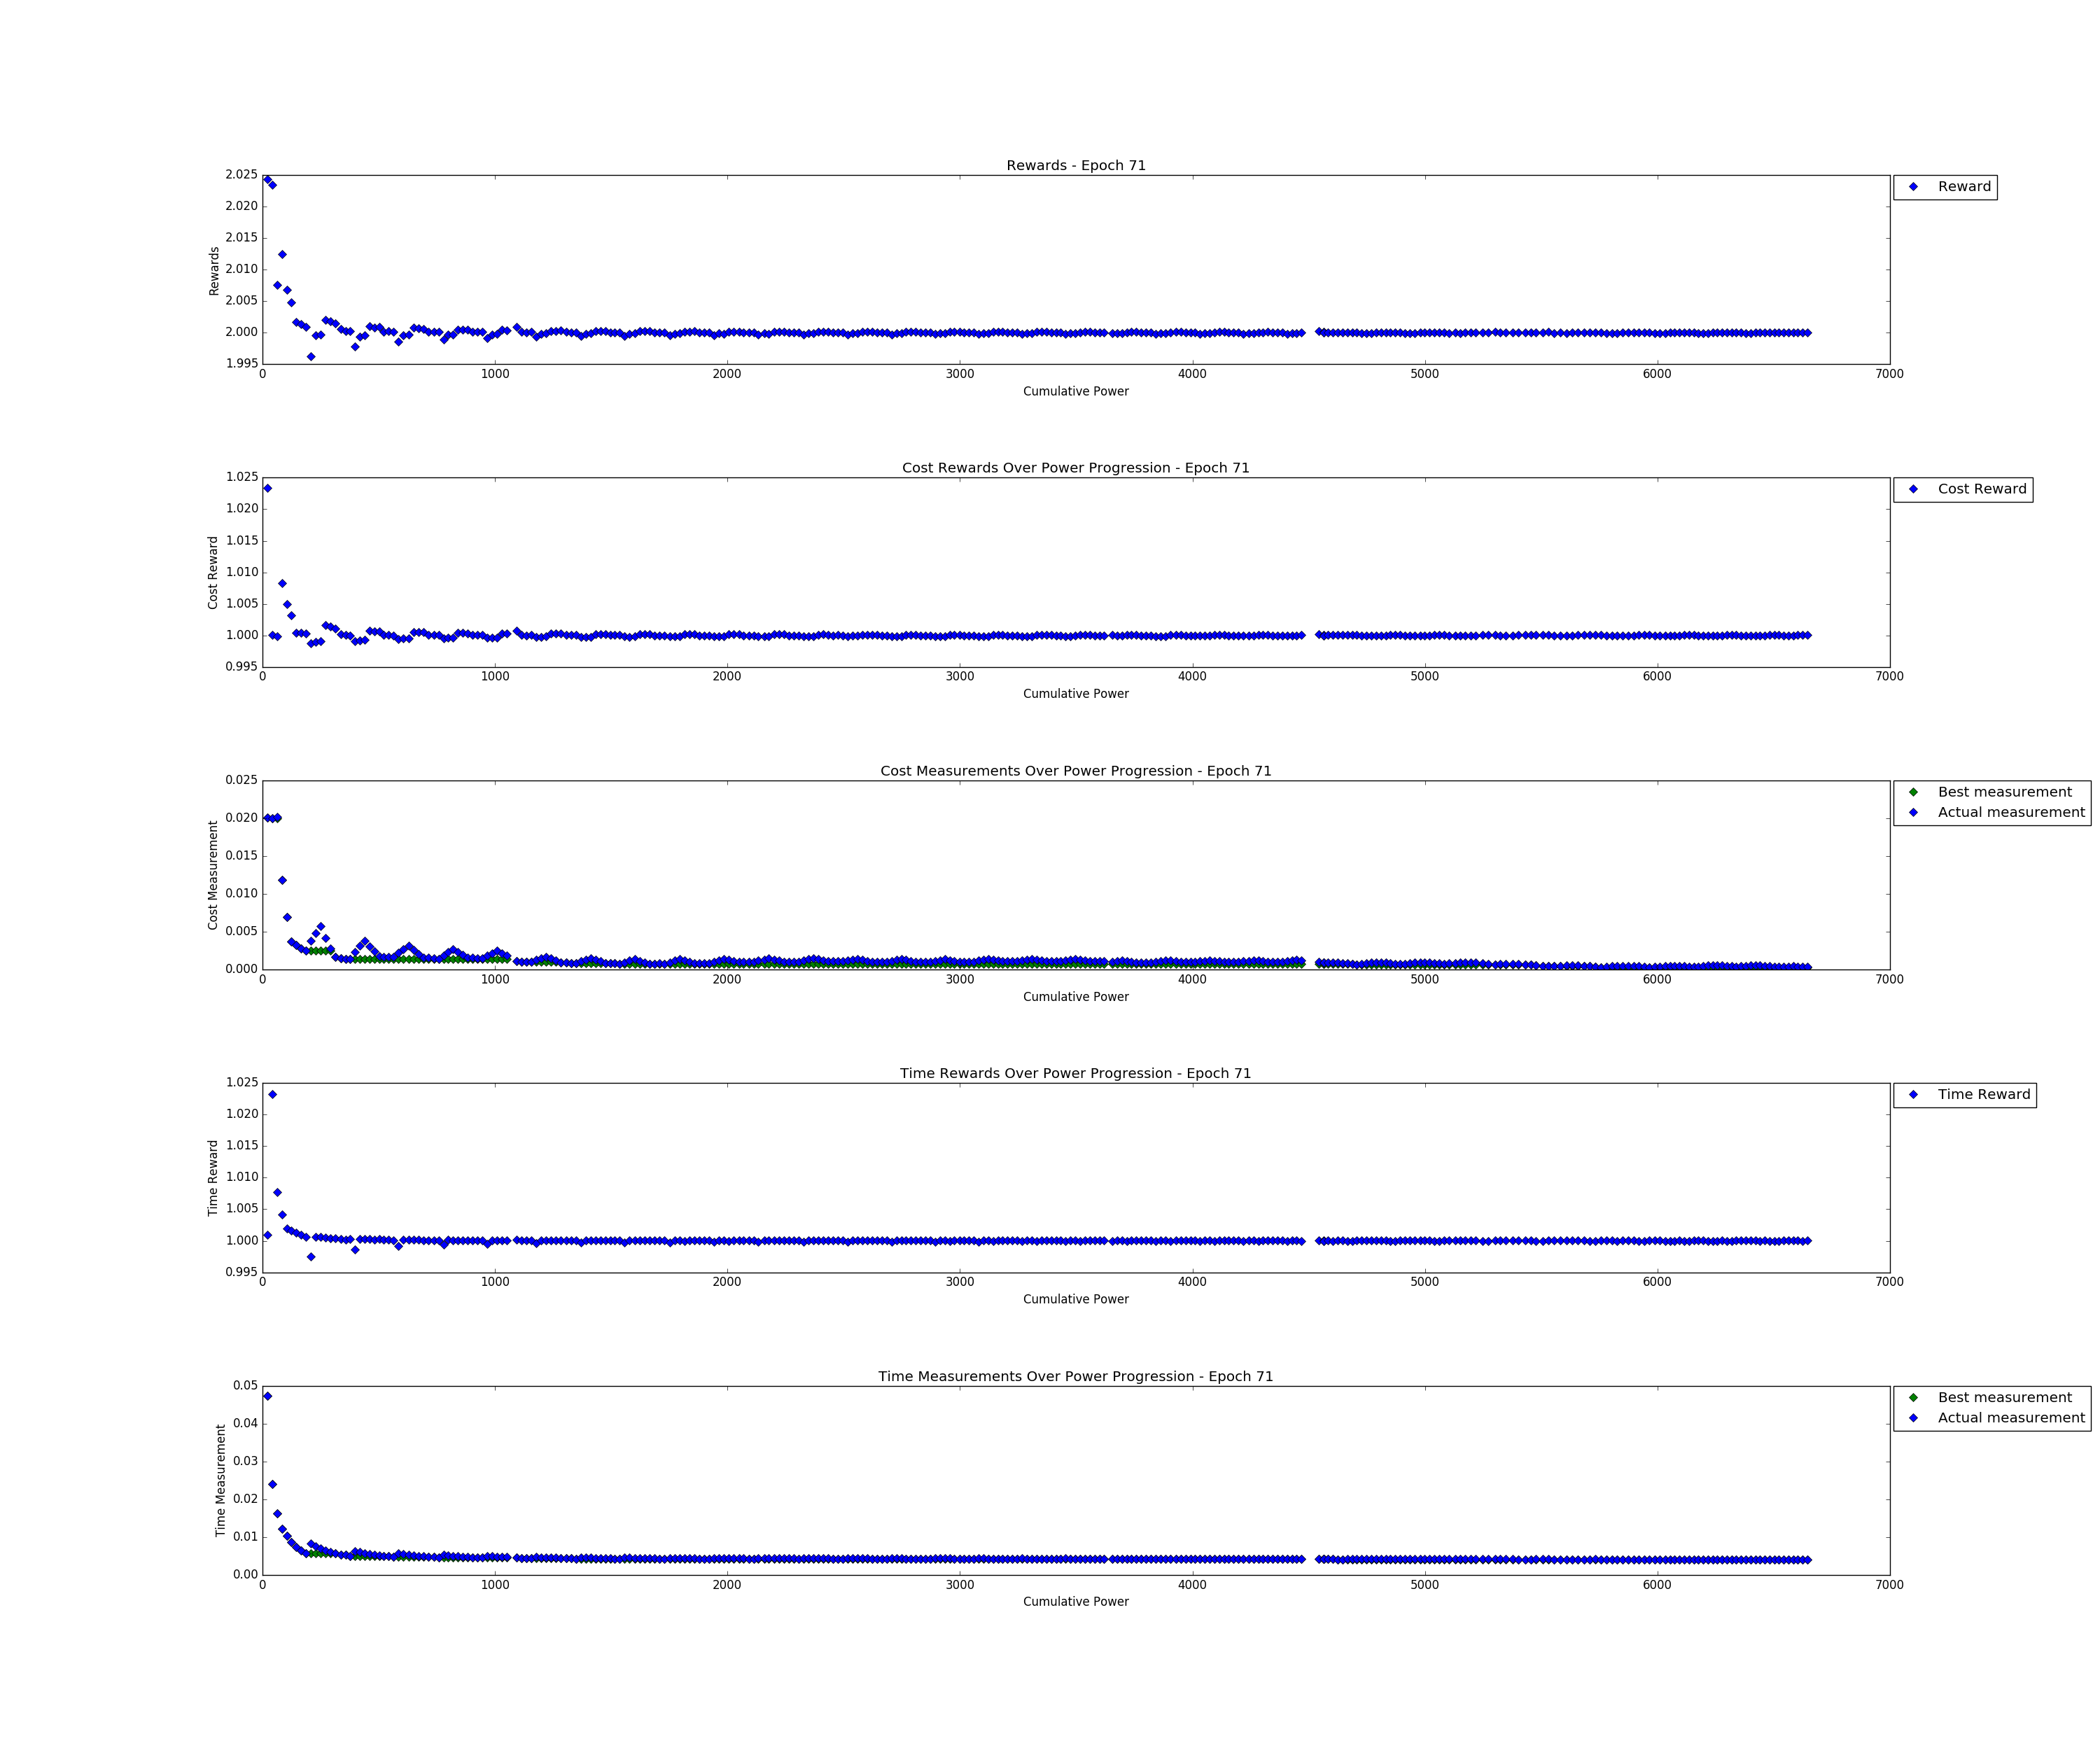 Rewards - Epoch 71
2.025
2.020
2.015
2.010
2.005
2.000
1.995
Rewards
0 1000 2000 3000 4000 5000 6000 7000
Cumulative Power
Reward
Cost Rewards Over Power Progression - Epoch 71
1.025
1.020
1.015
1.010
1.005
1.000
0.995
Cost Reward
0 1000 2000 3000 4000 5000 6000 7000
Cumulative Power
Cost Reward
Cost Measurements Over Power Progression - Epoch 71
0.025
0.020
0.015
0.010
0.005
0.000
Cost Measurement
0 1000 2000 3000 4000 5000 6000 7000
Cumulative Power
Best measurement
Actual measurement
Time Rewards Over Power Progression - Epoch 71
1.025
1.020
1.015
1.010
1.005
1.000
0.995
Time Reward
0 1000 2000 3000 4000 5000 6000 7000
Cumulative Power
Time Reward
Time Measurements Over Power Progression - Epoch 71
0.05
0.04
0.03
0.02
0.01
0.00
Time Measurement
0 1000 2000 3000 4000 5000 6000 7000
Cumulative Power
Best measurement
Actual measurement